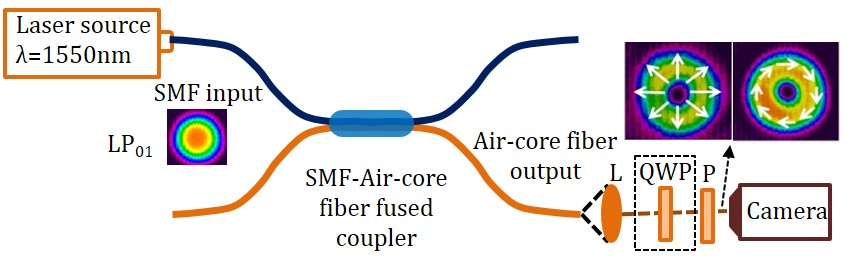 Laser source
λ=1550nm
SMF input
LP₀₁
SMF-Air-core
fiber fused
coupler
Air-core fiber
output
L
QWP
P
Camera